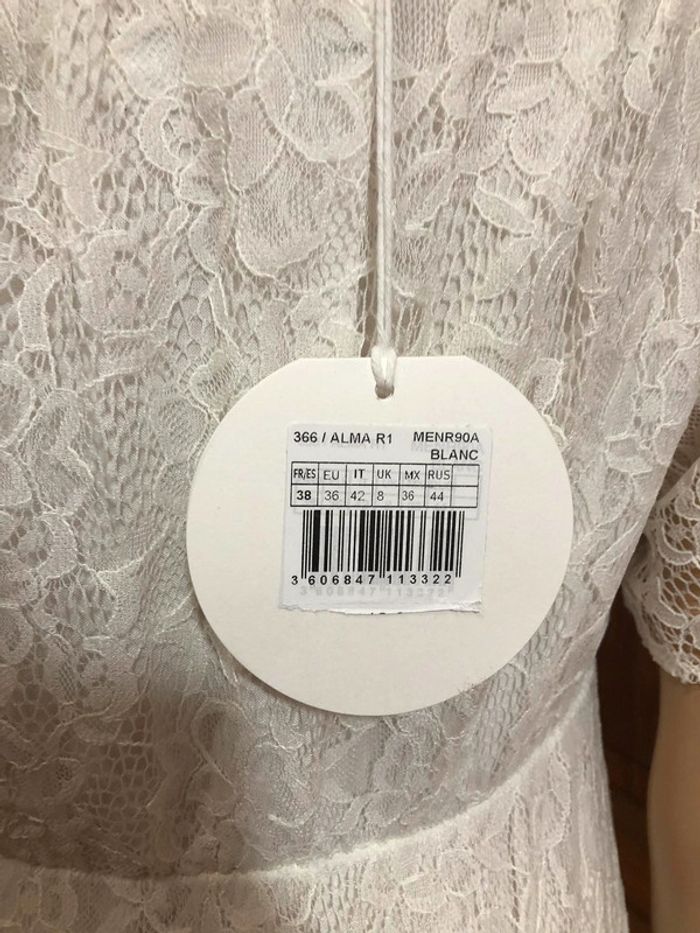 366 / ALMA R1 MENR90A
BLANC
FR/ES EU IT UK MX RUS
38 36 42 8 36 44
3 606847 113322